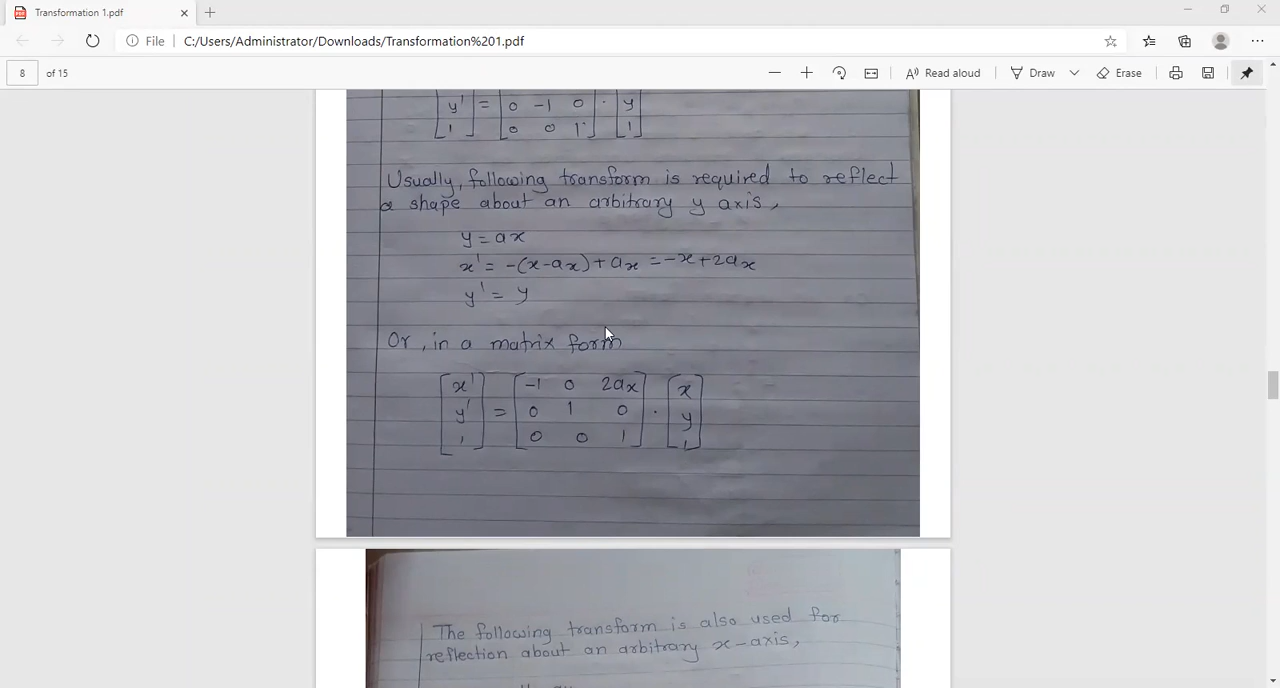 Transformation 1.pdf
File C:/Users/Administrator/Downloads/Transformation%201.pdf
8 of 15 Read aloud Draw Erase
y' = 0 -1 0 . y
1 0 0 1 1
Usually, following transform is required to reflect
a shape about an arbitrary y axis,
y = ax
x' = -(x-ax) + ax = -x + 2ax
y' = y
Or, in a matrix form
x' -1 0 2ax x
y' = 0 1 0 . y
1 0 0 1 1
The following transform is also used for
reflection about an arbitrary x-axis,